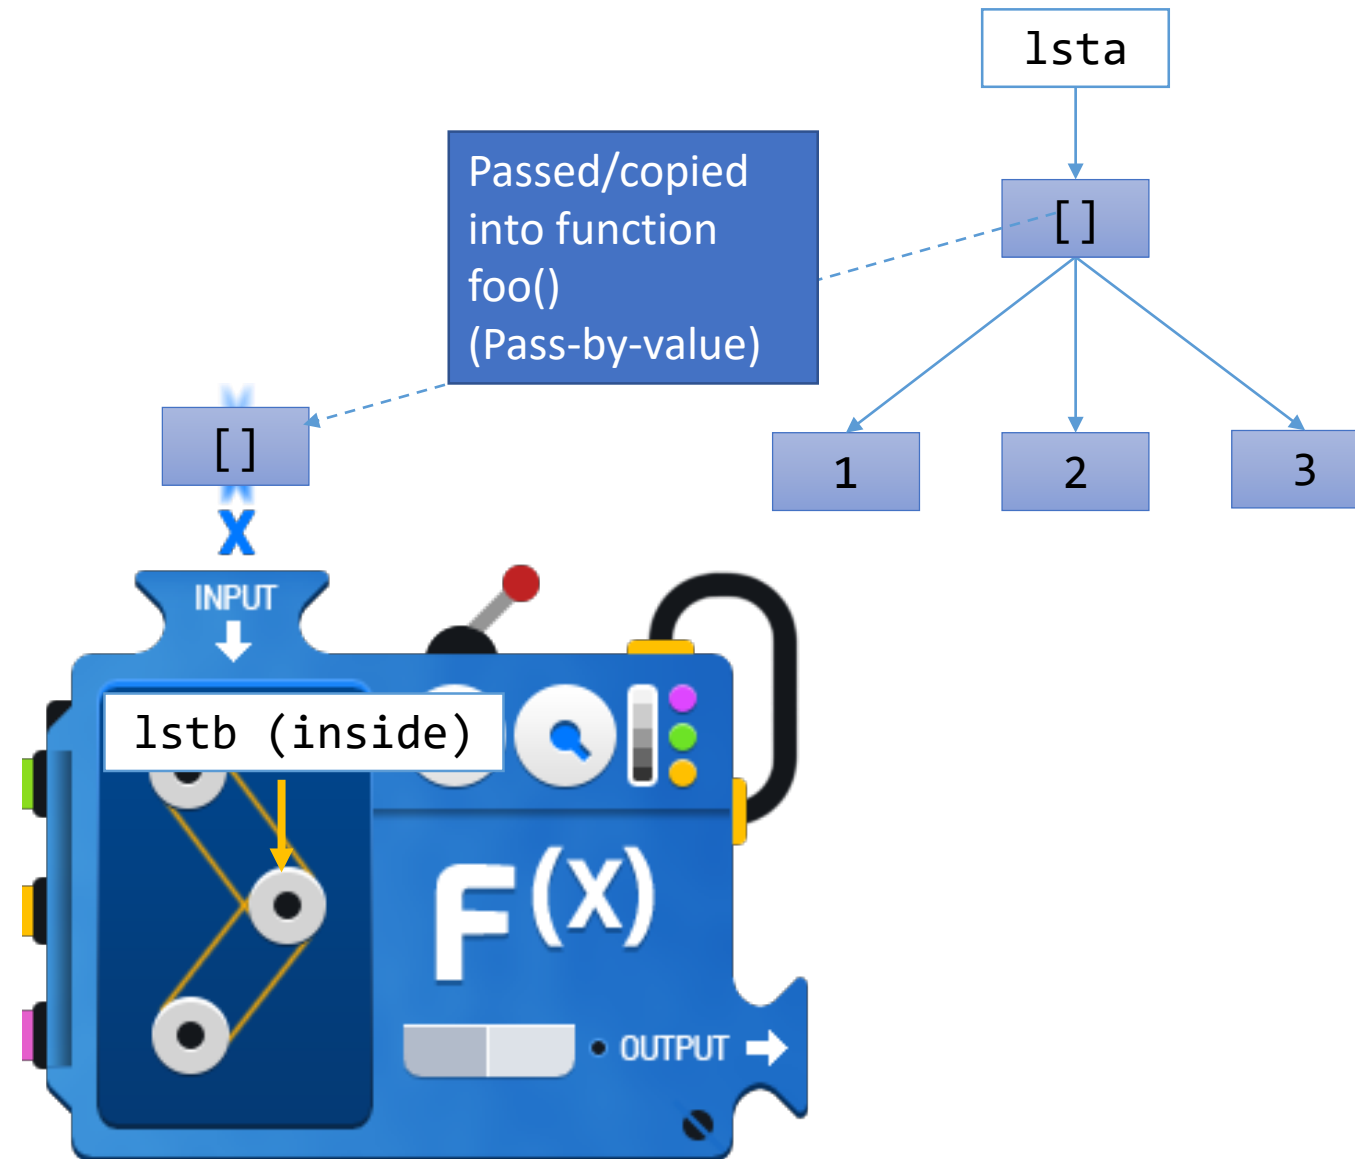 lsta
Passed/copied
into function
foo()
(Pass-by-value)
[]
[]
1
2
3
X
INPUT
lstb (inside)
F(X)
OUTPUT